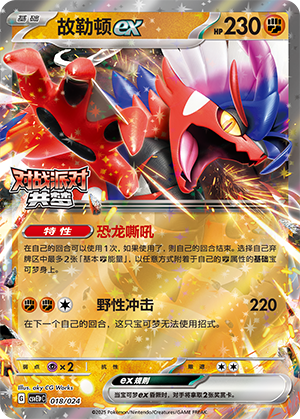 基础
故勒顿ex
HP 230
对战派对
共梦
特性 恐龙嘶吼
在自己的回合可以使用1次,如果使用了,则自己的回合结束。选择自己弃
牌区中最多2张「基本能量」,以任意方式附着于自己的属性的基础宝
可梦身上。
野性冲击 220
在下一个自己的回合,这只宝可梦无法使用招式。
弱点 ×2 抗性 撤退
Illus. aky CG Works
G 018/024
ex规则
当宝可梦ex昏厥时,对手将拿取2张奖赏卡。
©2025 Pokémon/Nintendo/Creatures/GAME FREAK